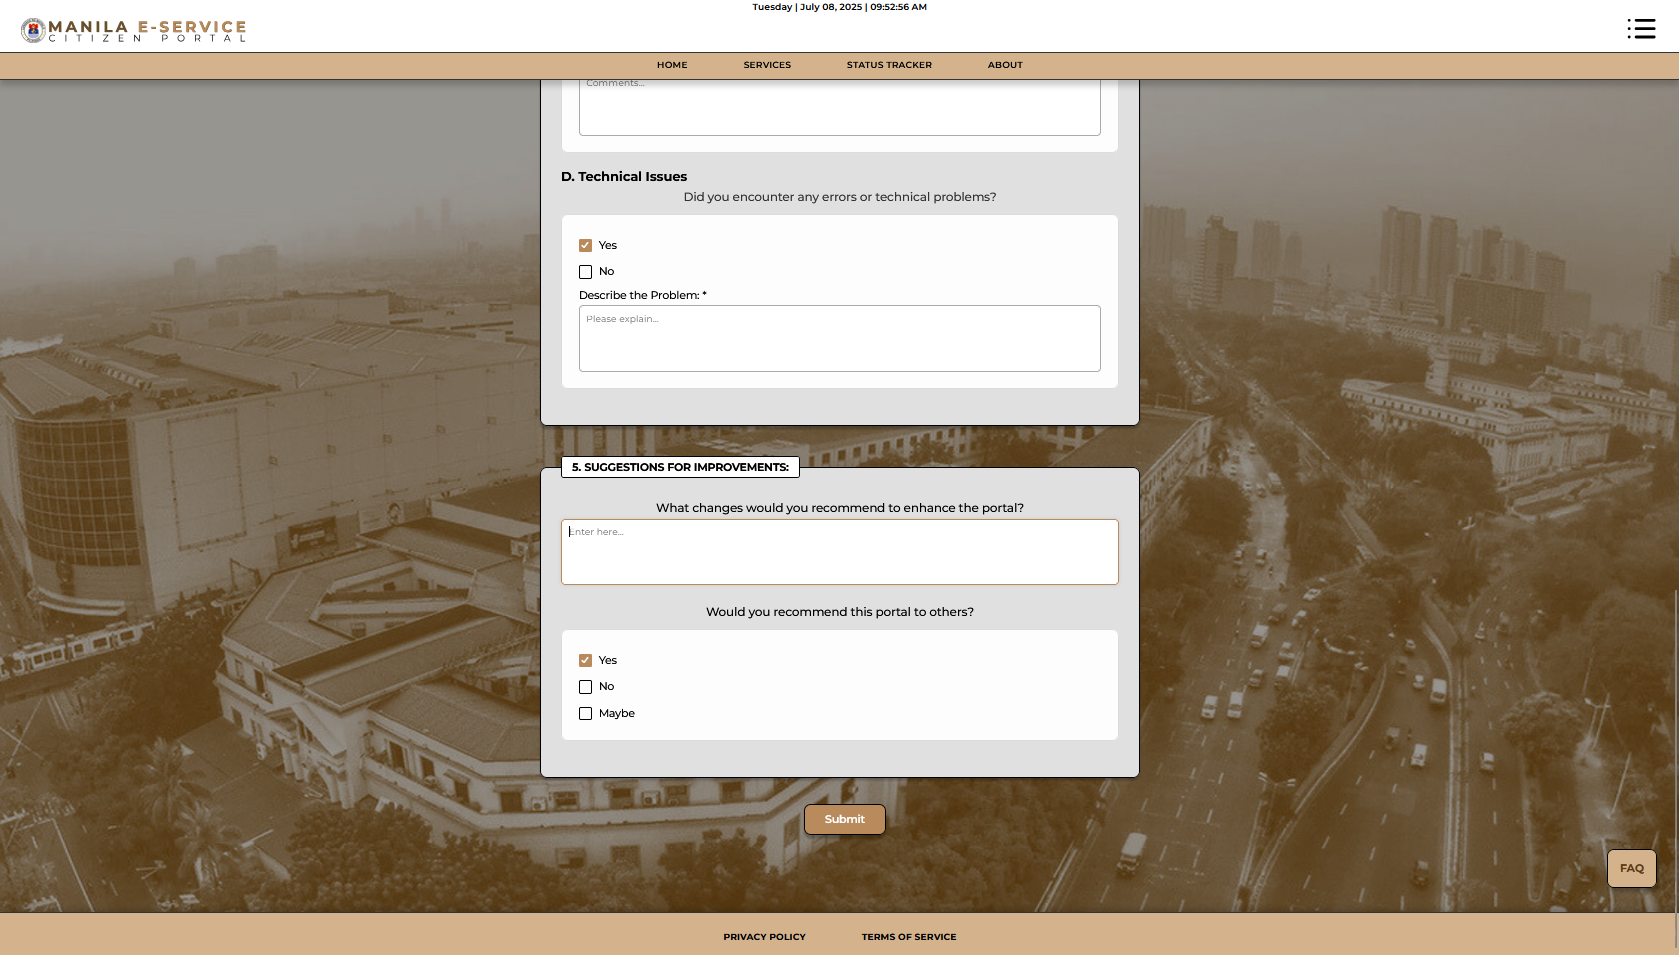 Tuesday | July 08, 2025 | 09:52:56 AM
MANILA E-SERVICE
CITIZEN PORTAL
HOME SERVICES STATUS TRACKER ABOUT
Comments...
D. Technical Issues
Did you encounter any errors or technical problems?
Yes
No
Describe the Problem: *
Please explain...
5. SUGGESTIONS FOR IMPROVEMENTS:
What changes would you recommend to enhance the portal?
Enter here...
Would you recommend this portal to others?
Yes
No
Maybe
Submit
FAQ
PRIVACY POLICY TERMS OF SERVICE